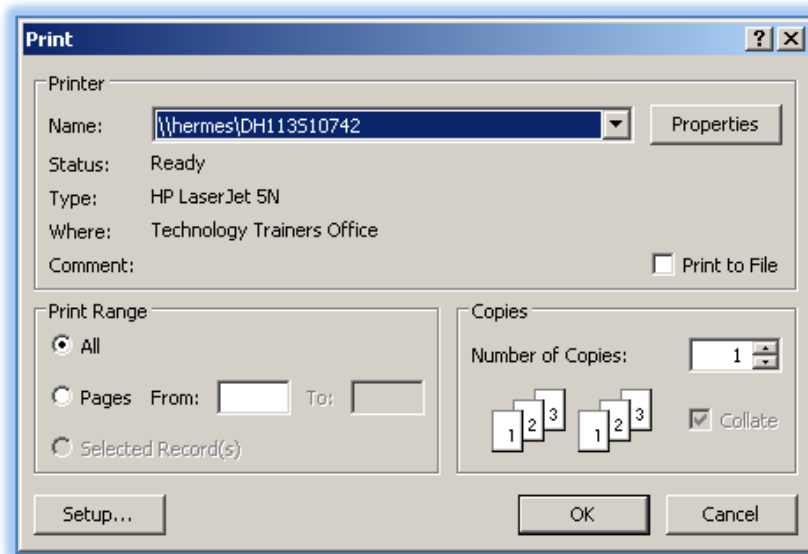 Print
Printer
Name: \\hermes\DH113S10742 Properties
Status: Ready
Type: HP LaserJet 5N
Where: Technology Trainers Office
Comment: Print to File
Print Range
All
Pages From: To:
Selected Record(s)
Copies
Number of Copies: 1
1 2 3 1 2 3
Collate
Setup... OK Cancel